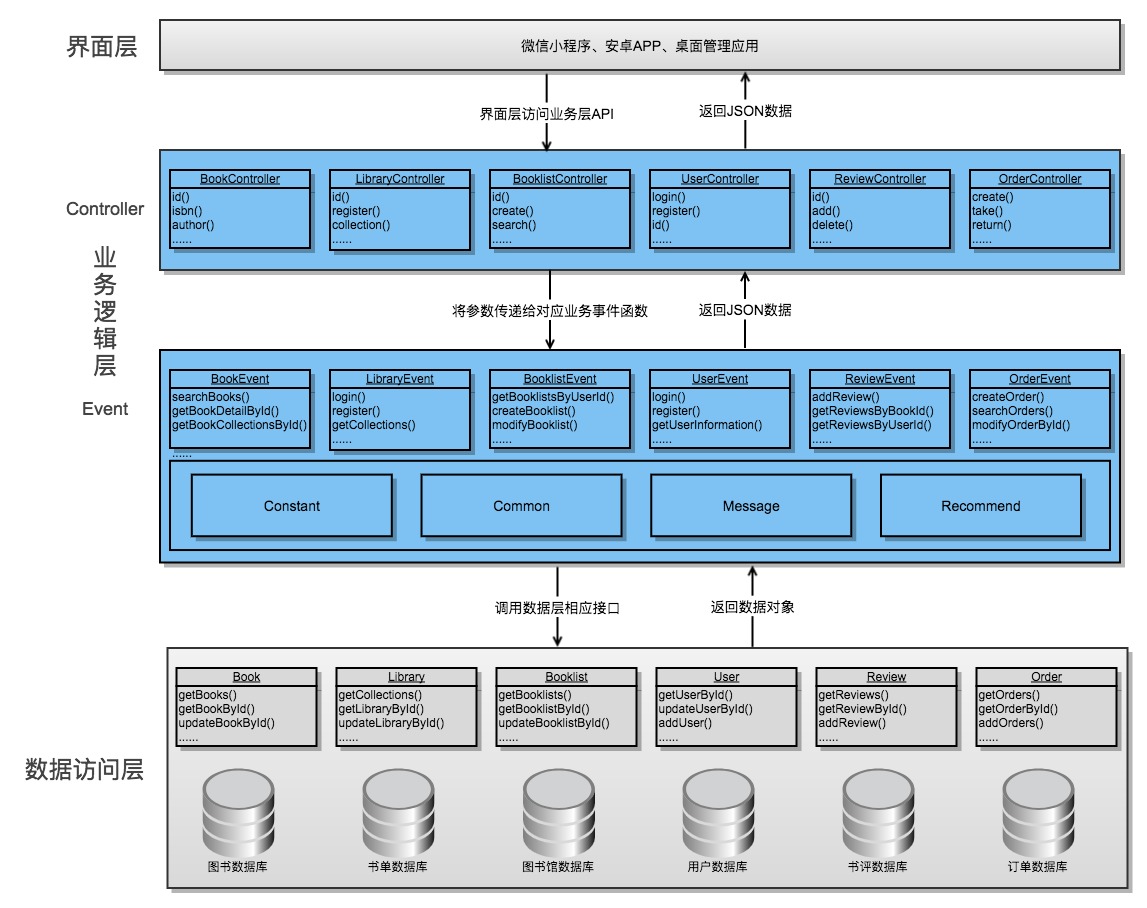 界面层
微信小程序、安卓APP、桌面管理应用
界面层访问业务层API
返回JSON数据
Controller
业务逻辑层
BookController
id()
isbn()
author()
......
LibraryController
id()
register()
collection()
......
BooklistController
id()
create()
search()
......
UserController
login()
register()
id()
......
ReviewController
id()
add()
delete()
......
OrderController
create()
take()
return()
......
将参数传递给对应业务事件函数
返回JSON数据
Event
BookEvent
searchBooks()
getBookDetailById()
getBookCollectionsById()
......
LibraryEvent
login()
register()
getCollections()
......
BooklistEvent
getBooklistsByUserId()
createBooklist()
modifyBooklist()
......
UserEvent
login()
register()
getUserInformation()
......
ReviewEvent
addReview()
getReviewsByBookId()
getReviewsByUserId()
......
OrderEvent
createOrder()
searchOrders()
modifyOrderById()
......
Constant
Common
Message
Recommend
调用数据层相应接口
返回数据对象
数据访问层
Book
getBooks()
getBookById()
updateBookById()
......
Library
getCollections()
getLibraryById()
updateLibraryById()
......
Booklist
getBooklists()
getBooklistById()
updateBooklistById()
......
User
getUserById()
updateUserById()
addUser()
......
Review
getReviews()
getReviewById()
addReview()
......
Order
getOrders()
getOrderById()
addOrders()
......
图书数据库
书单数据库
图书馆数据库
用户数据库
书评数据库
订单数据库